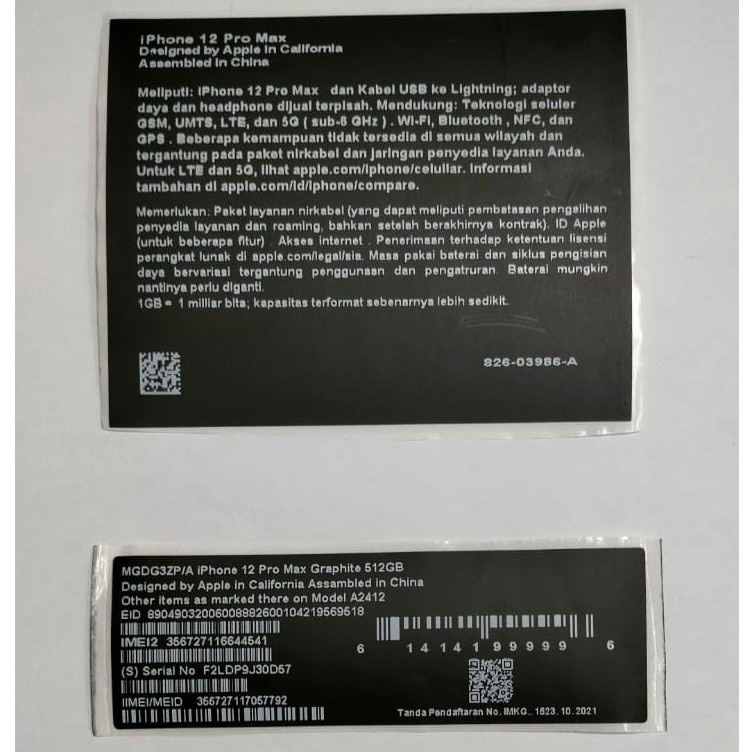 iPhone 12 Pro Max
Designed by Apple in California
Assembled in China
Meliputi: iPhone 12 Pro Max dan Kabel USB ke Lightning; adaptor
daya dan headphone dijual terpisah. Mendukung: Teknologi seluler
GSM, UMTS, LTE, dan 5G ( sub-6 GHz ) . Wi-Fi, Bluetooth , NFC, dan
GPS . Beberapa kemampuan tidak tersedia di semua wilayah dan
tergantung pada paket nirkabel dan jaringan penyedia layanan Anda.
Untuk LTE dan 5G, lihat apple.com/iphone/celullar. Informasi
tambahan di apple.com/id/iphone/compare.
Memerlukan: Paket layanan nirkabel (yang dapat meliputi pembatasan pengalihan
penyedia layanan dan roaming, bahkan setelah berakhirnya kontrak). ID Apple
(untuk beberapa fitur) . Akses internet . Penerimaan terhadap ketentuan lisensi
perangkat lunak di apple.com/legal/sla. Masa pakai baterai dan siklus pengisian
daya bervariasi tergantung penggunaan dan pengatruran. Baterai mungkin
nantinya perlu diganti.
1GB = 1 milliar bita; kapasitas terformat sebenarnya lebih sedikit.
826-03986-A
MGDG3ZP/A iPhone 12 Pro Max Graphite 512GB
Designed by Apple in California Assambled in China
Other items as marked there on Model A2412
EID 89049032006008882600104219569518
IMEI2 356727116644541
(S) Serial No F2LDP9J30D57
IIMEI/MEID 356727117057792
6 14141 99999 6
Tanda Pendaftaran No. IMKG.. 1523. 10. 2021